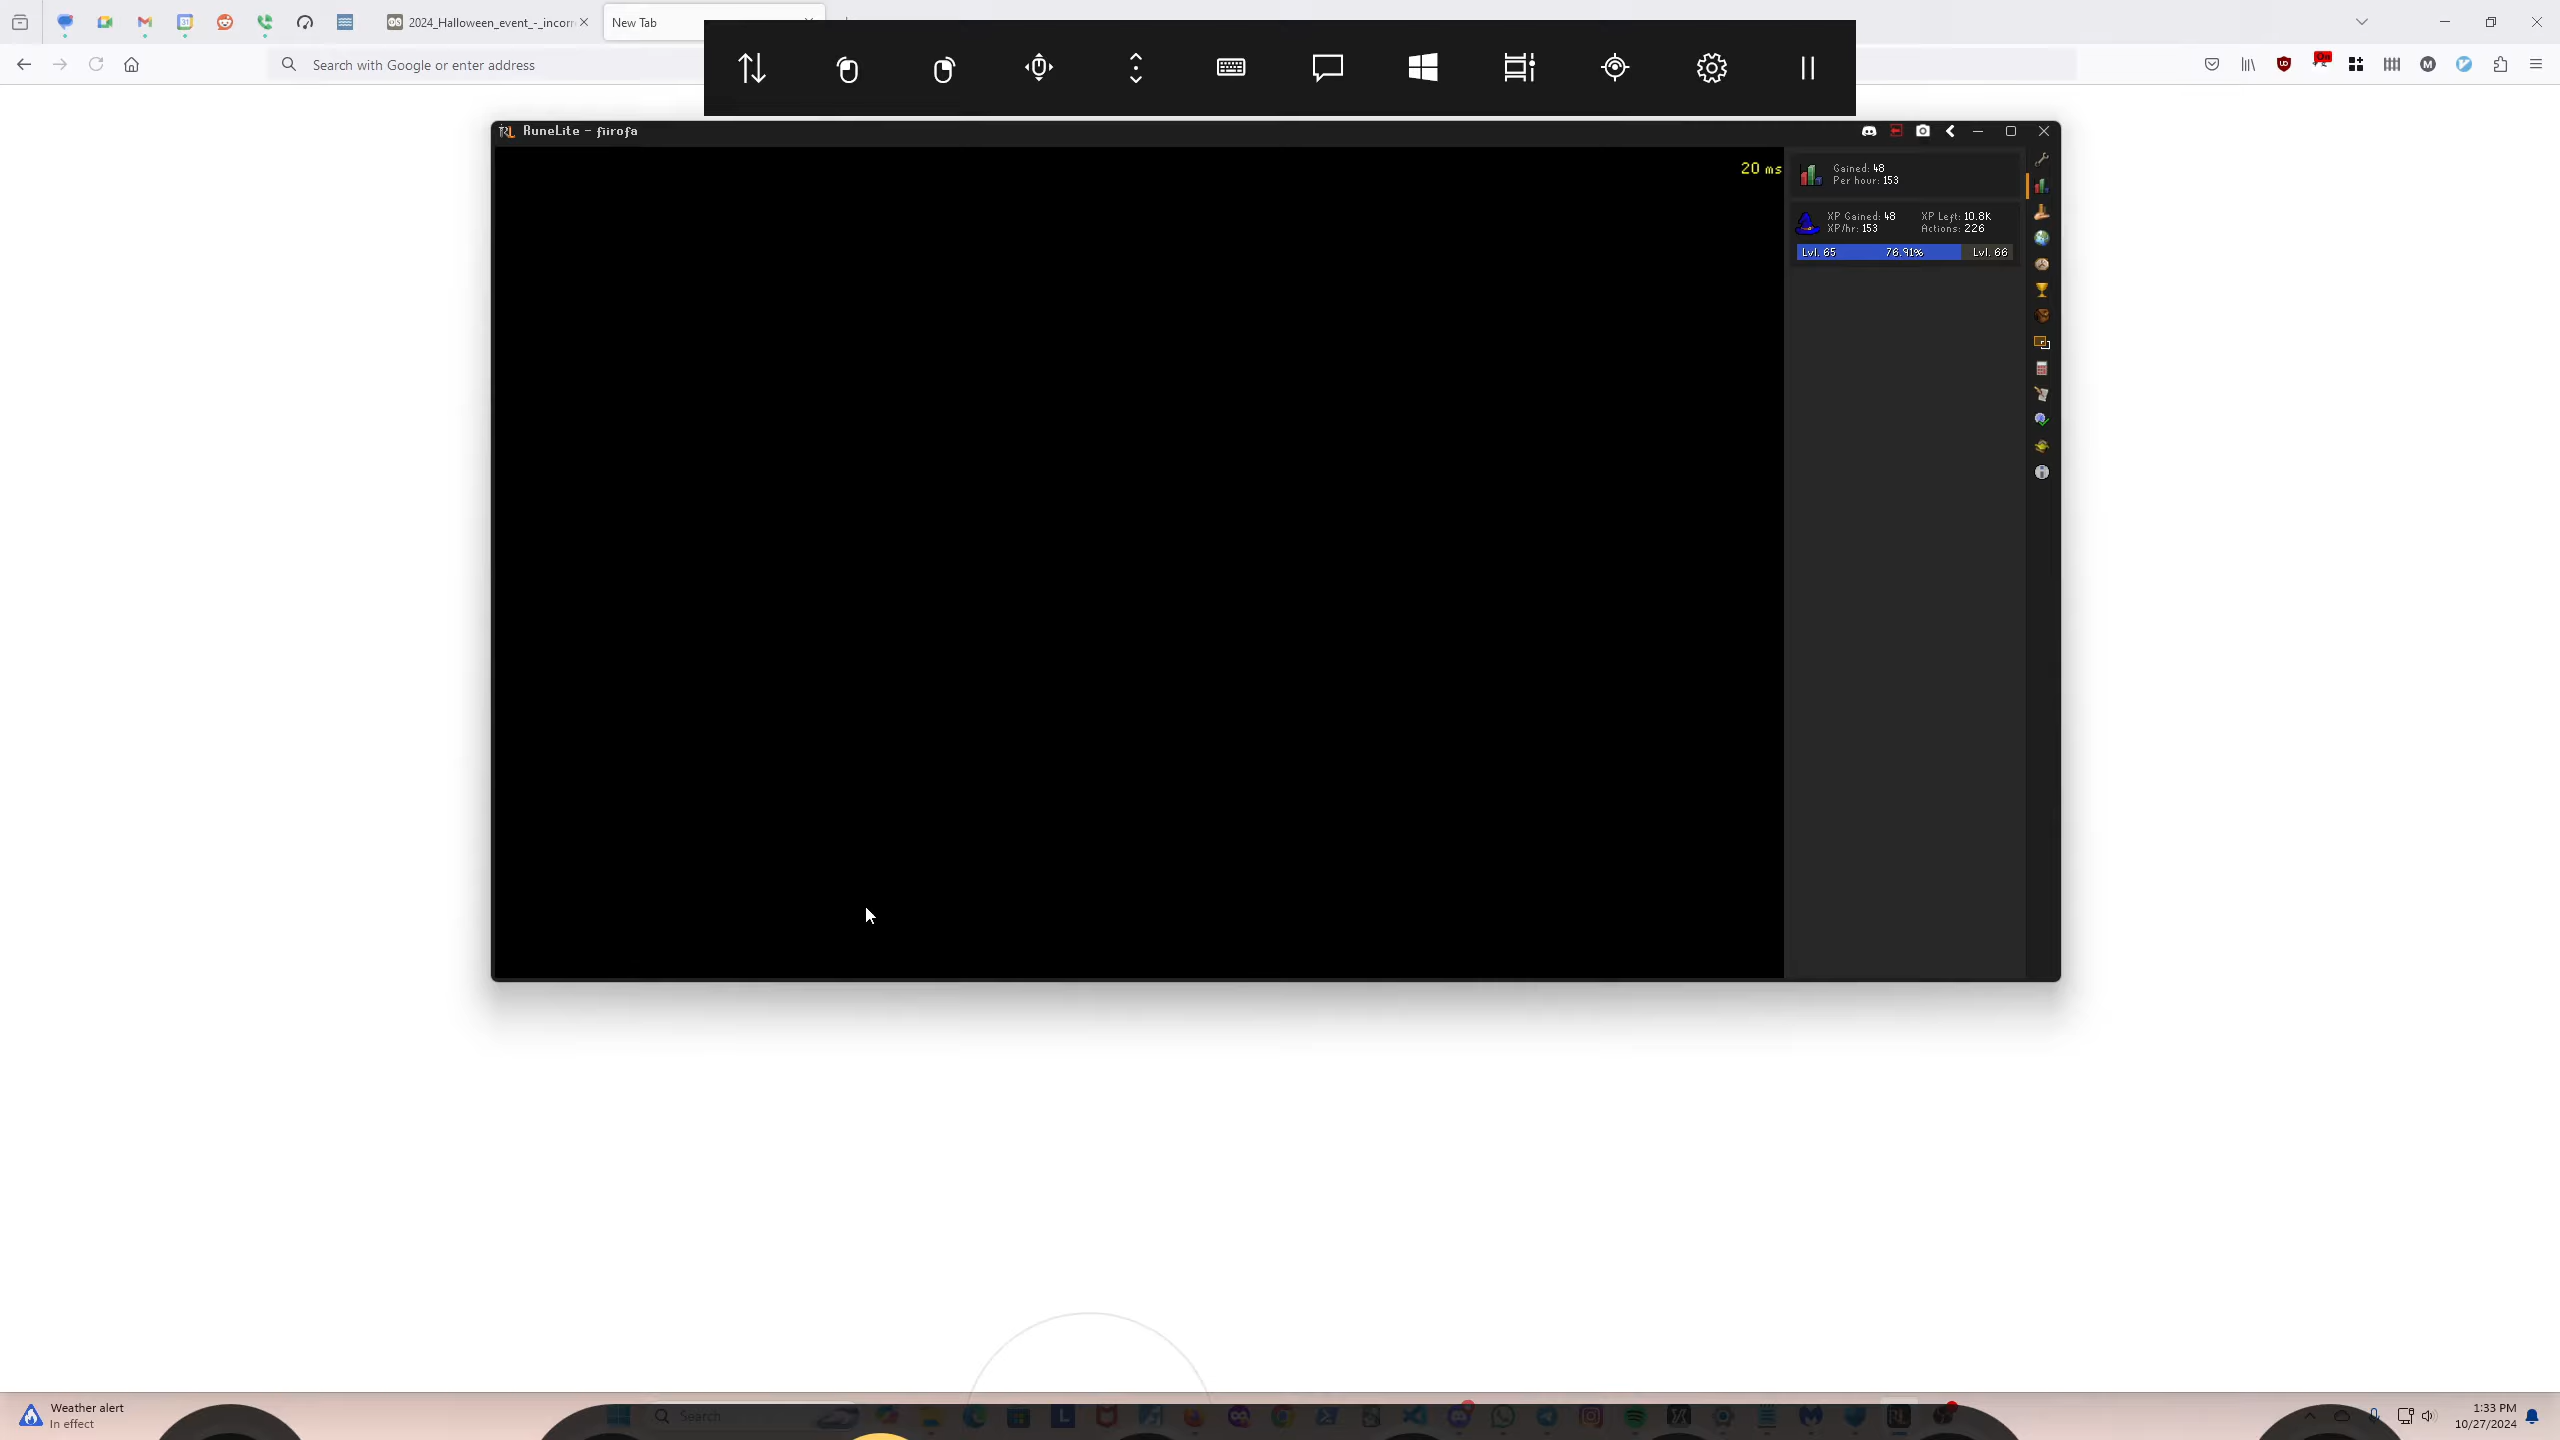 2024_Halloween_event_-_incorr
New Tab
Search with Google or enter address
RuneLite - fiirofa
20 ms
Gained: 48
Per hour: 153
XP Gained: 48
XP Left: 10.8K
XP/hr: 153
Actions: 226
Lvl. 65
76.91%
Lvl. 66
Weather alert
In effect
Search
1:33 PM
10/27/2024